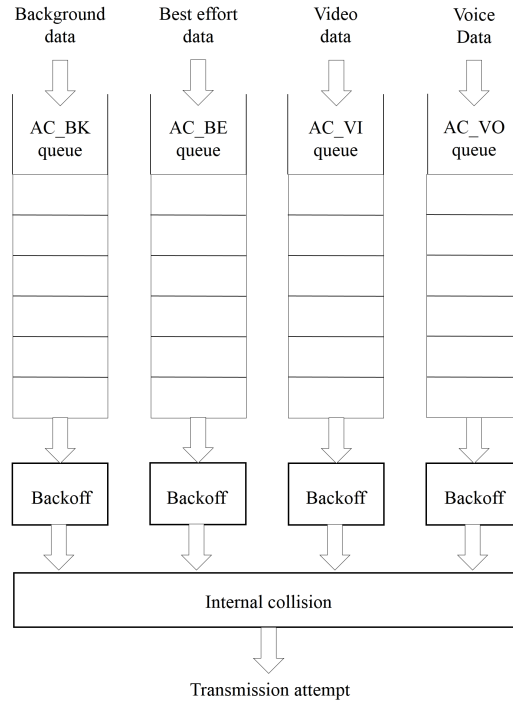 Background
data
Best effort
data
Video
data
Voice
Data
AC_BK
queue
AC_BE
queue
AC_VI
queue
AC_VO
queue
Backoff
Backoff
Backoff
Backoff
Internal collision
Transmission attempt